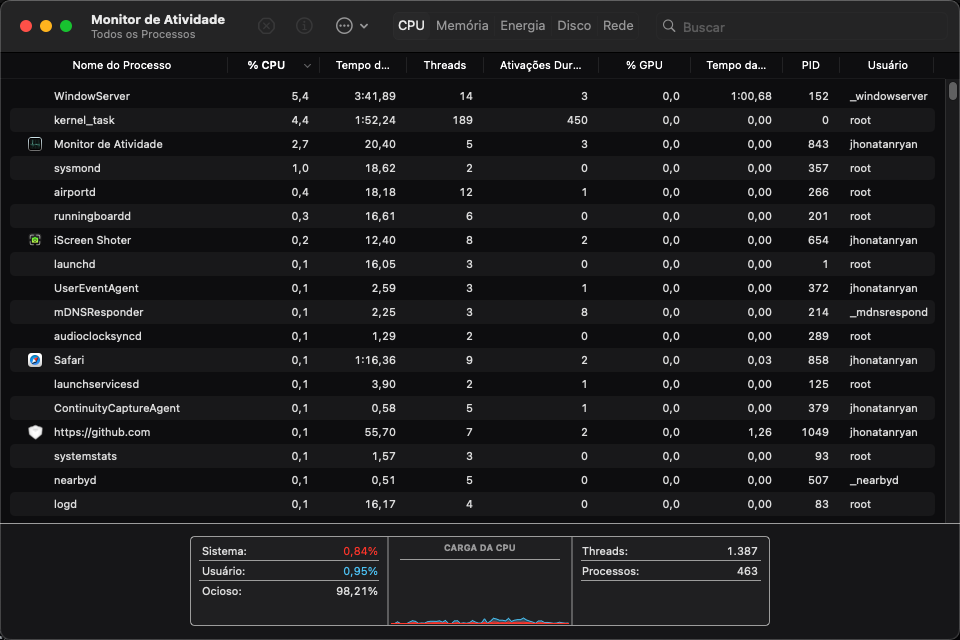 Monitor de Atividade
Todos os Processos
CPU Memória Energia Disco Rede Buscar
Nome do Processo % CPU Tempo d... Threads Ativações Dur... % GPU Tempo da... PID Usuário
WindowServer 5,4 3:41,89 14 3 0,0 1:00,68 152 _windowserver
kernel_task 4,4 1:52,24 189 450 0,0 0,00 0 root
Monitor de Atividade 2,7 20,40 5 3 0,0 0,00 843 jhonatanryan
sysmond 1,0 18,62 2 0 0,0 0,00 357 root
airportd 0,4 18,18 12 1 0,0 0,00 266 root
runningboardd 0,3 16,61 6 0 0,0 0,00 201 root
iScreen Shoter 0,2 12,40 8 2 0,0 0,00 654 jhonatanryan
launchd 0,1 16,05 3 0 0,0 0,00 1 root
UserEventAgent 0,1 2,59 3 1 0,0 0,00 372 jhonatanryan
mDNSResponder 0,1 2,25 3 8 0,0 0,00 214 _mdnsrespond
audioclocksyncd 0,1 1,29 2 0 0,0 0,00 289 root
Safari 0,1 1:16,36 9 2 0,0 0,03 858 jhonatanryan
launchservicesd 0,1 3,90 2 1 0,0 0,00 125 root
ContinuityCaptureAgent 0,1 0,58 5 1 0,0 0,00 379 jhonatanryan
https://github.com 0,1 55,70 7 2 0,0 1,26 1049 jhonatanryan
systemstats 0,1 1,57 3 0 0,0 0,00 93 root
nearbyd 0,1 0,51 5 0 0,0 0,00 507 _nearbyd
logd 0,1 16,17 4 0 0,0 0,00 83 root
Sistema: 0,84%
Usuário: 0,95%
Ocioso: 98,21%
CARGA DA CPU
Threads: 1.387
Processos: 463